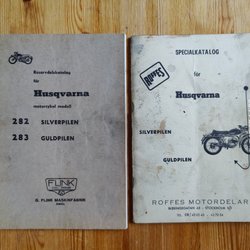 Reservdelskatalog
för
Husqvarna
motorcykel modell
282 SILVERPILEN
283 GULDPILEN
FLINK
G. FLINK MASKINFABRIK
SPECIALKATALOG
ROFFES
för
Husqvarna
SILVERPILEN
GULDPILEN
ROFFES MOTORDELAR